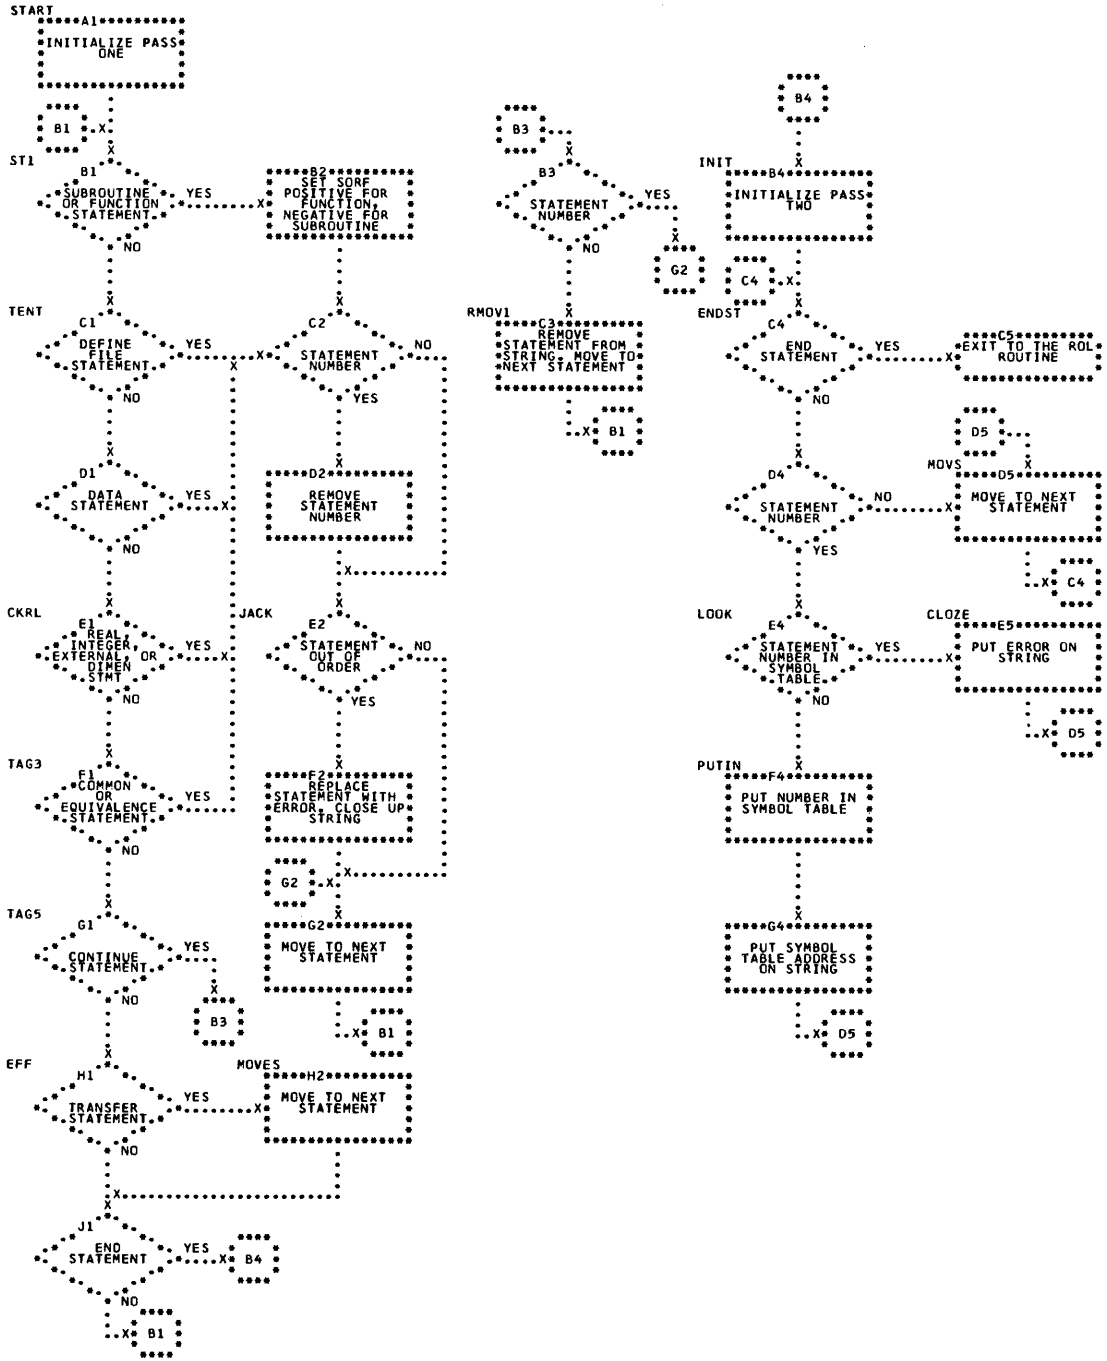 START
A1
INITIALIZE PASS
ONE
B1
ST1
B1
SUBROUTINE
OR FUNCTION
STATEMENT
YES
NO
B2
SET SORF
POSITIVE FOR
FUNCTION,
NEGATIVE FOR
SUBROUTINE
TENT
C1
DEFINE
FILE
STATEMENT
YES
NO
C2
STATEMENT
NUMBER
NO
YES
D1
DATA
STATEMENT
YES
NO
D2
REMOVE
STATEMENT
NUMBER
CKRL
E1
REAL,
INTEGER,
EXTERNAL, OR
DIMEN
STMT
YES
NO
JACK
E2
STATEMENT
OUT OF
ORDER
NO
YES
TAG3
F1
COMMON
OR
EQUIVALENCE
STATEMENT
YES
NO
F2
REPLACE
STATEMENT WITH
ERROR, CLOSE UP
STRING
G2
TAG5
G1
CONTINUE
STATEMENT
YES
NO
B3
G2
MOVE TO NEXT
STATEMENT
B1
EFF
H1
TRANSFER
STATEMENT
YES
NO
MOVES
H2
MOVE TO NEXT
STATEMENT
J1
END
STATEMENT
YES
NO
B4
B1
B3
B3
STATEMENT
NUMBER
YES
NO
G2
RMOV1
C3
REMOVE
STATEMENT FROM
STRING, MOVE TO
NEXT STATEMENT
B1
B4
INIT
B4
INITIALIZE PASS
TWO
C4
ENDST
C4
END
STATEMENT
YES
NO
C5
EXIT TO THE ROL
ROUTINE
D5
D4
STATEMENT
NUMBER
NO
YES
MOVS
D5
MOVE TO NEXT
STATEMENT
C4
LOOK
E4
STATEMENT
NUMBER IN
SYMBOL
TABLE
YES
NO
CLOZE
E5
PUT ERROR ON
STRING
D5
PUTIN
F4
PUT NUMBER IN
SYMBOL TABLE
G4
PUT SYMBOL
TABLE ADDRESS
ON STRING
D5